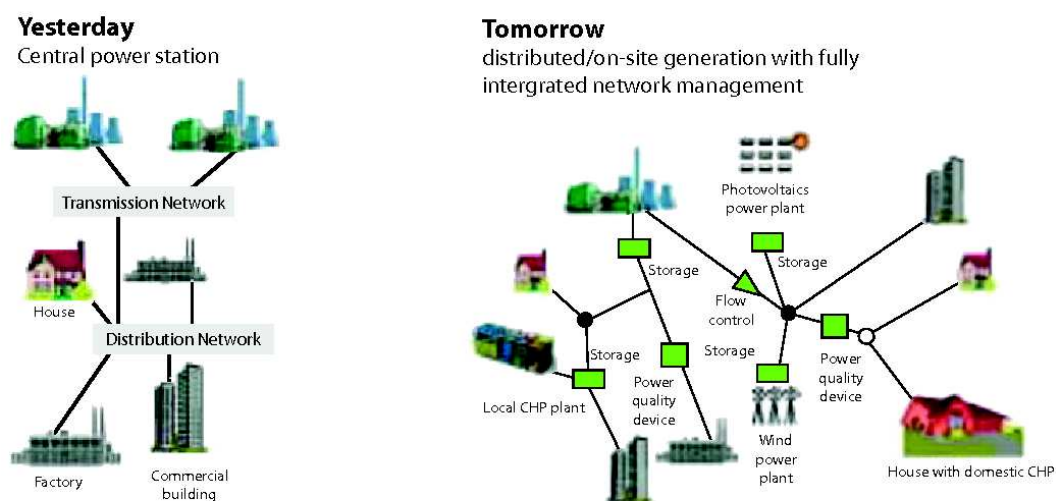 Yesterday
Central power station
Transmission Network
House
Distribution Network
Factory
Commercial
building
Tomorrow
distributed/on-site generation with fully
intergrated network management
Photovoltaics
power plant
Storage
Storage
Flow
control
Storage
Storage
Local CHP plant
Power
quality
device
Power
quality
device
Wind
power
plant
House with domestic CHP